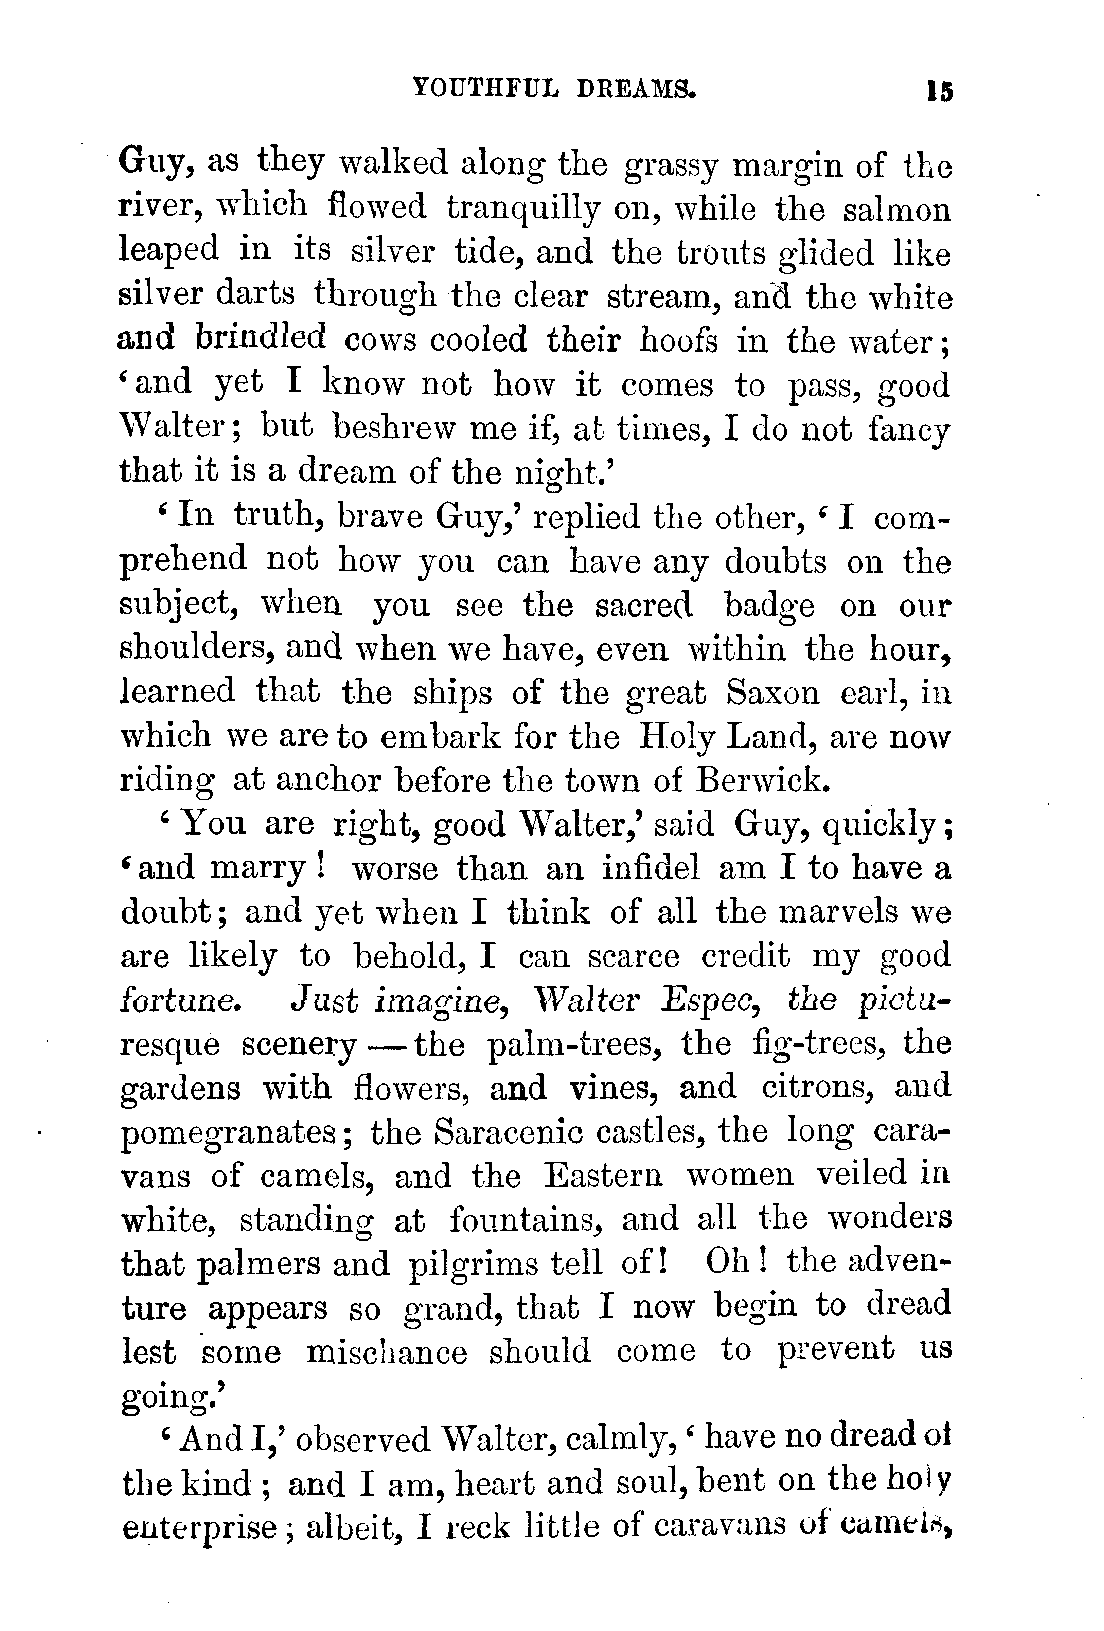 YOUTHFUL DREAMS. 15
Guy, as they walked along the grassy margin of the
river, which flowed tranquilly on, while the salmon
leaped in its silver tide, and the trouts glided like
silver darts through the clear stream, and the white
and brindled cows cooled their hoofs in the water;
‘and yet I know not how it comes to pass, good
Walter; but beshrew me if, at times, I do not fancy
that it is a dream of the night.’
‘In truth, brave Guy,’ replied the other, ‘I com-
prehend not how you can have any doubts on the
subject, when you see the sacred badge on our
shoulders, and when we have, even within the hour,
learned that the ships of the great Saxon earl, in
which we are to embark for the Holy Land, are now
riding at anchor before the town of Berwick.
‘You are right, good Walter,’ said Guy, quickly;
‘and marry! worse than an infidel am I to have a
doubt; and yet when I think of all the marvels we
are likely to behold, I can scarce credit my good
fortune. Just imagine, Walter Espec, the pictu-
resque scenery — the palm-trees, the fig-trees, the
gardens with flowers, and vines, and citrons, and
pomegranates; the Saracenic castles, the long cara-
vans of camels, and the Eastern women veiled in
white, standing at fountains, and all the wonders
that palmers and pilgrims tell of! Oh! the adven-
ture appears so grand, that I now begin to dread
lest some mischance should come to prevent us
going.’
‘And I,’ observed Walter, calmly, ‘have no dread of
the kind; and I am, heart and soul, bent on the holy
enterprise; albeit, I reck little of caravans of camels,